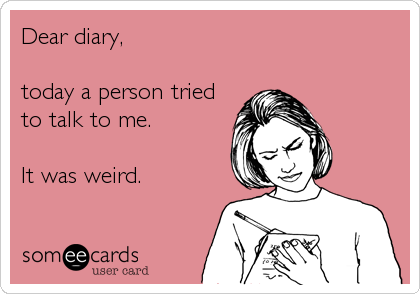 Dear diary,
today a person tried
to talk to me.
It was weird.
someecards
user card